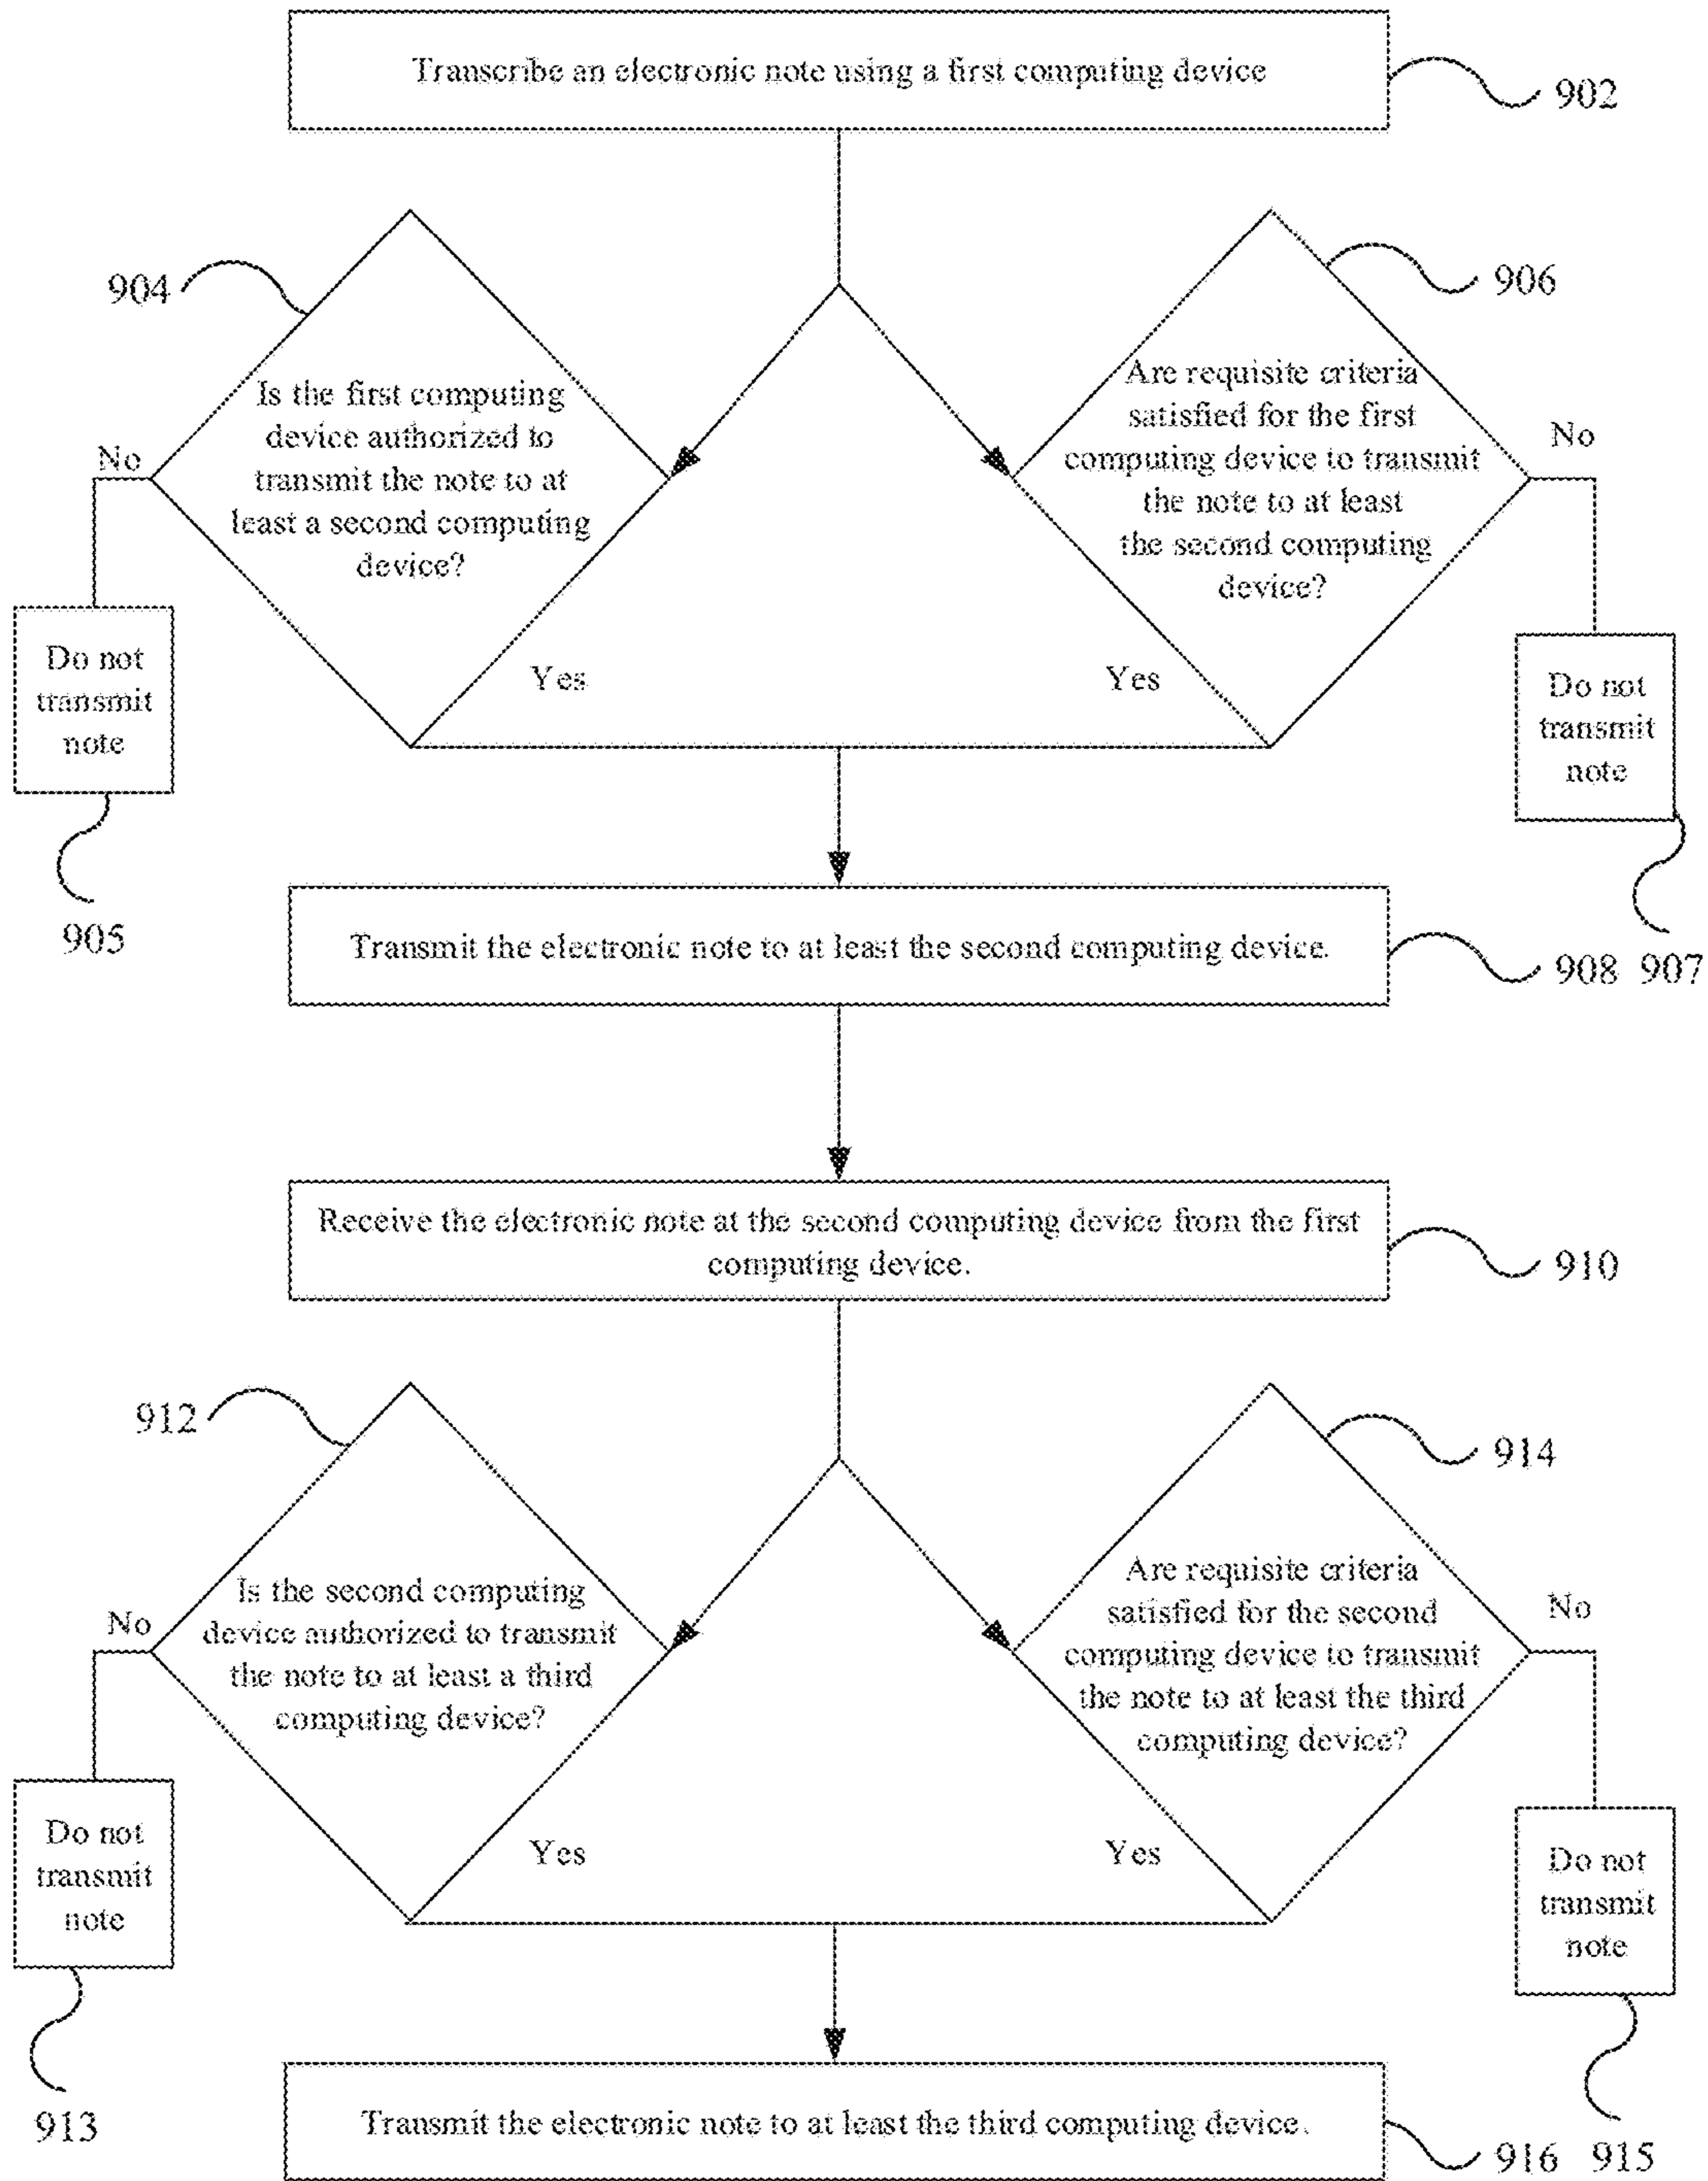 Transcribe an electronic note using a first computing device
902
904
906
Is the first computing
device authorized to
transmit the note to at
least a second computing
device?
Are requisite criteria
satisfied for the first
computing device to transmit
the note to at least
the second computing
device?
No
No
Do not
transmit
note
Yes
Yes
Do not
transmit
note
905
Transmit the electronic note to at least the second computing device.
908
907
Receive the electronic note at the second computing device from the first
computing device.
910
912
914
Is the second computing
device authorized to transmit
the note to at least a third
computing device?
Are requisite criteria
satisfied for the second
computing device to transmit
the note to at least the third
computing device?
No
No
Do not
transmit
note
Yes
Yes
Do not
transmit
note
913
Transmit the electronic note to at least the third computing device.
916
915